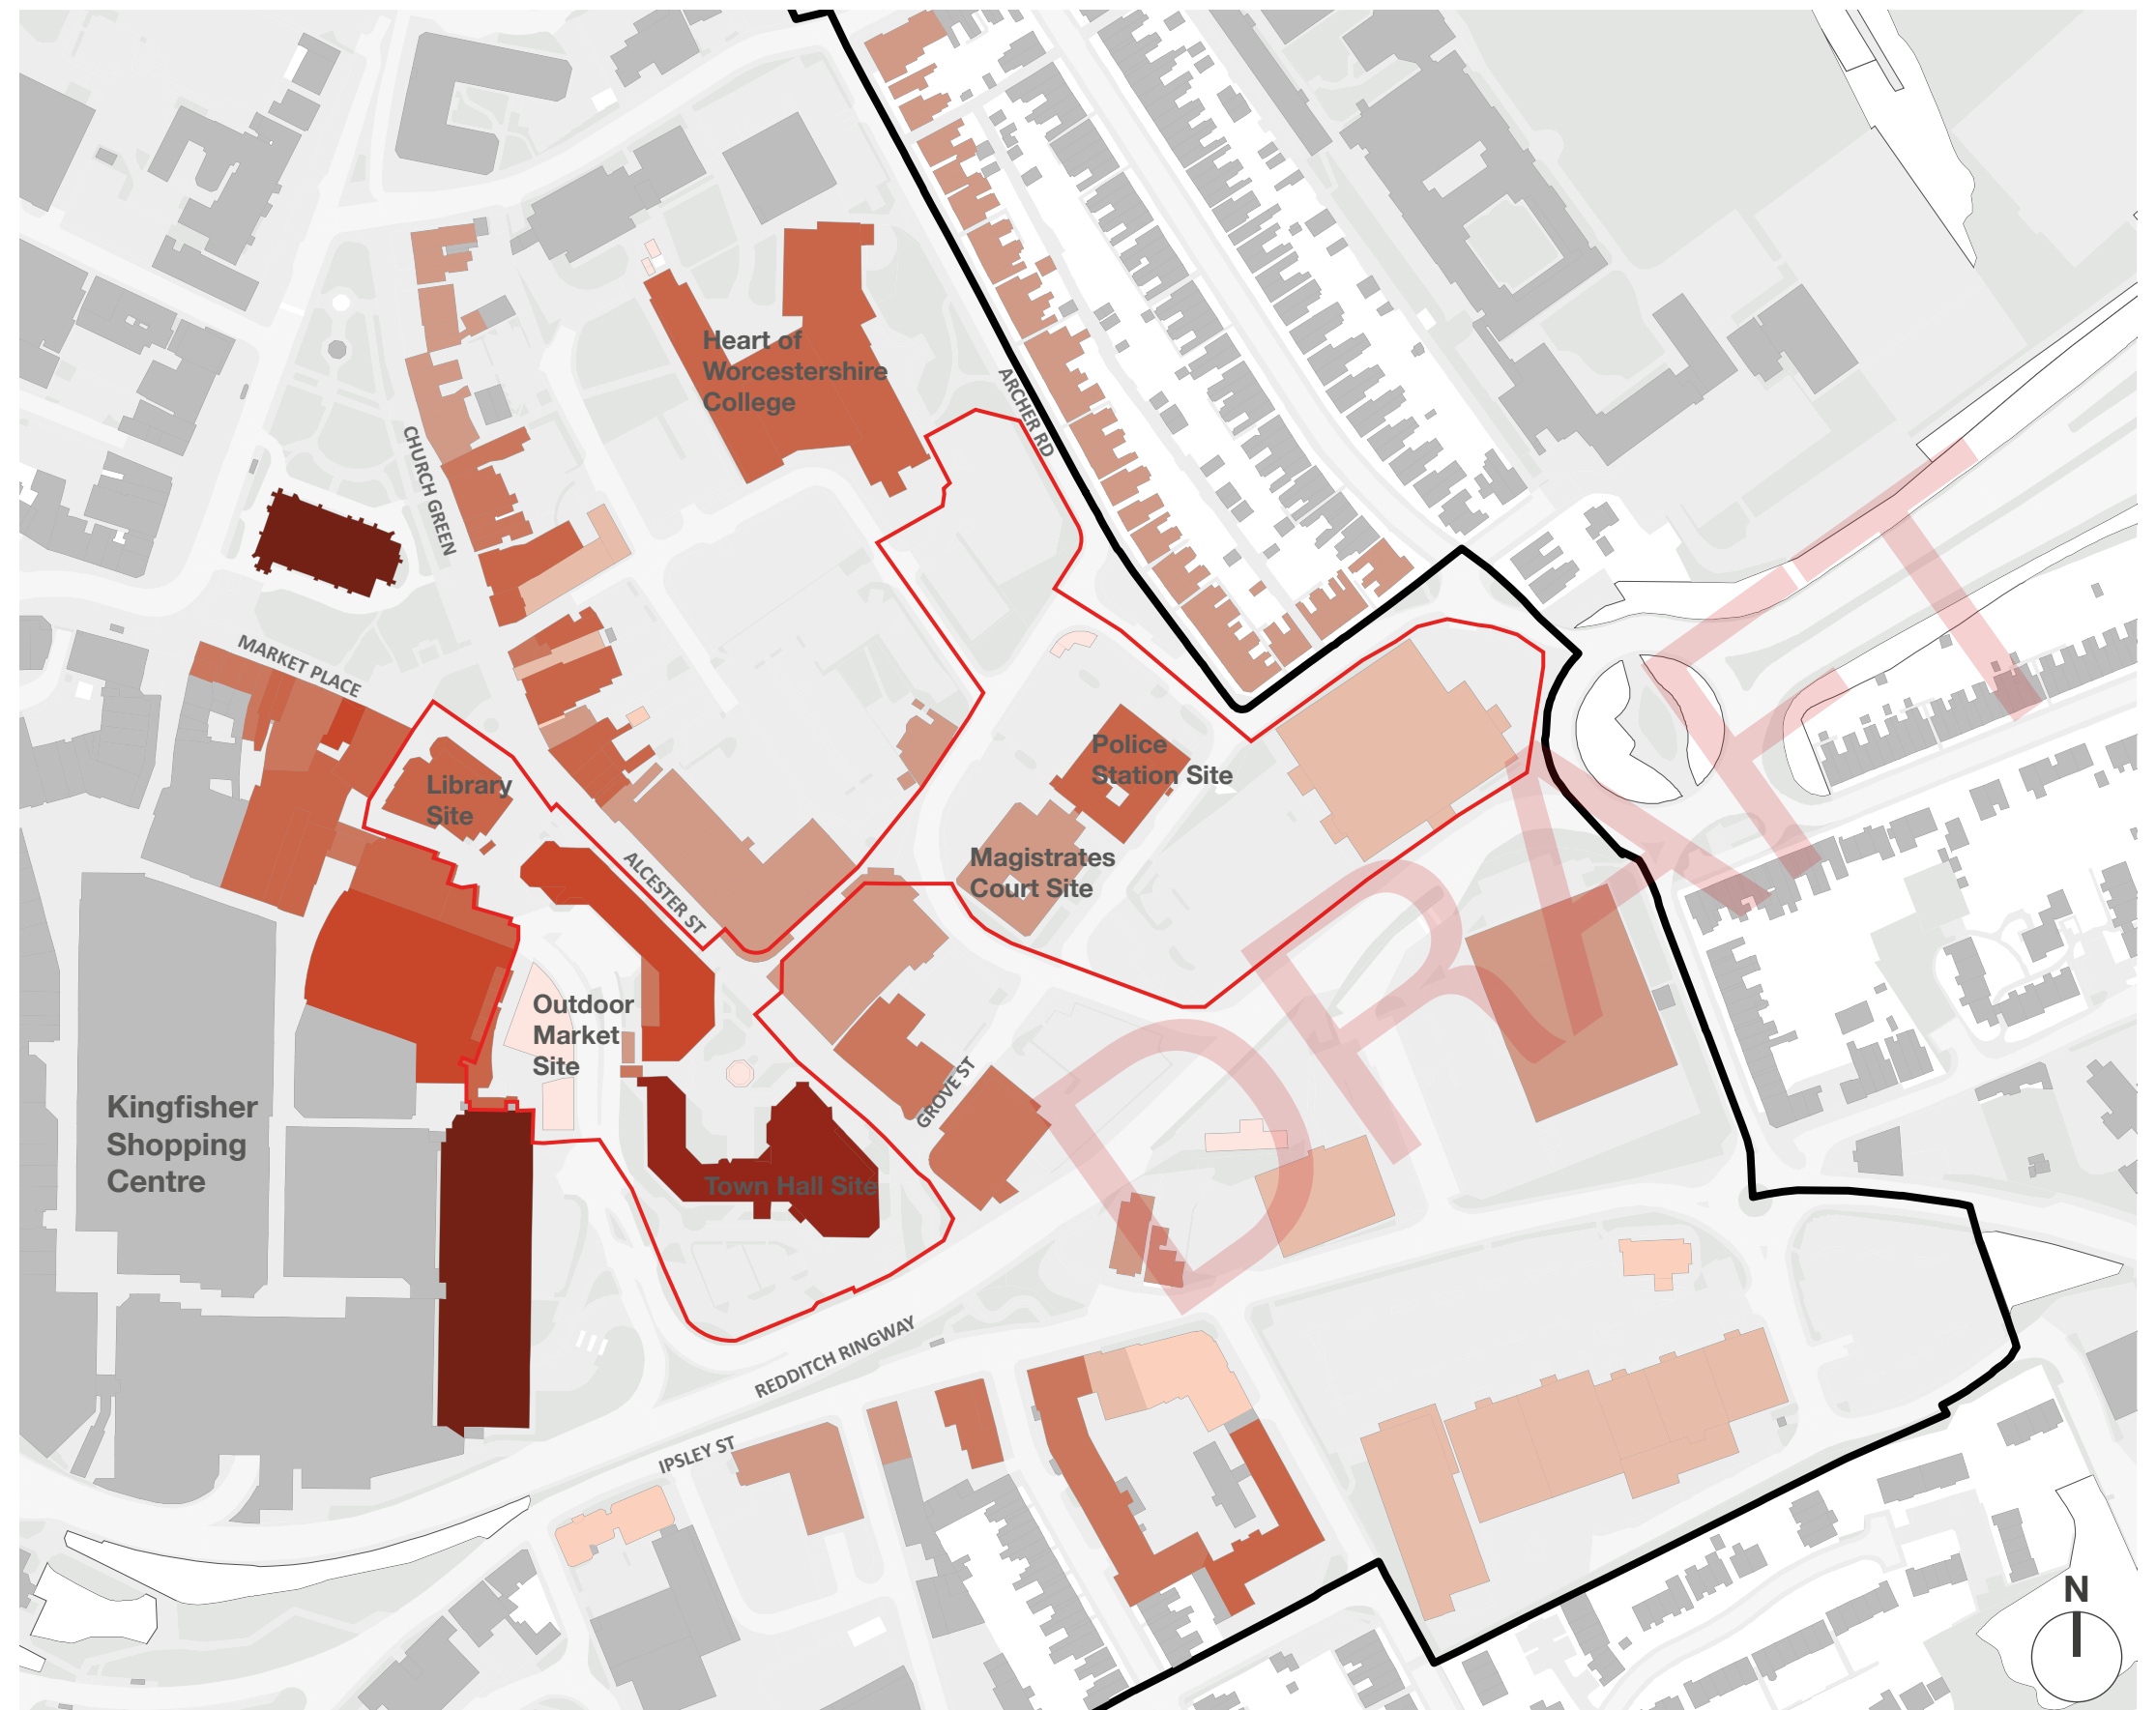 Heart of
Worcestershire
College
ARCHER RD
CHURCH GREEN
MARKET PLACE
Library
Site
Police
Station Site
Magistrates
Court Site
ALCESTER ST
Outdoor
Market
Site
GROVE ST
Kingfisher
Shopping
Centre
Town Hall Site
REDDITCH RINGWAY
IPSLEY ST
DRAFT
N